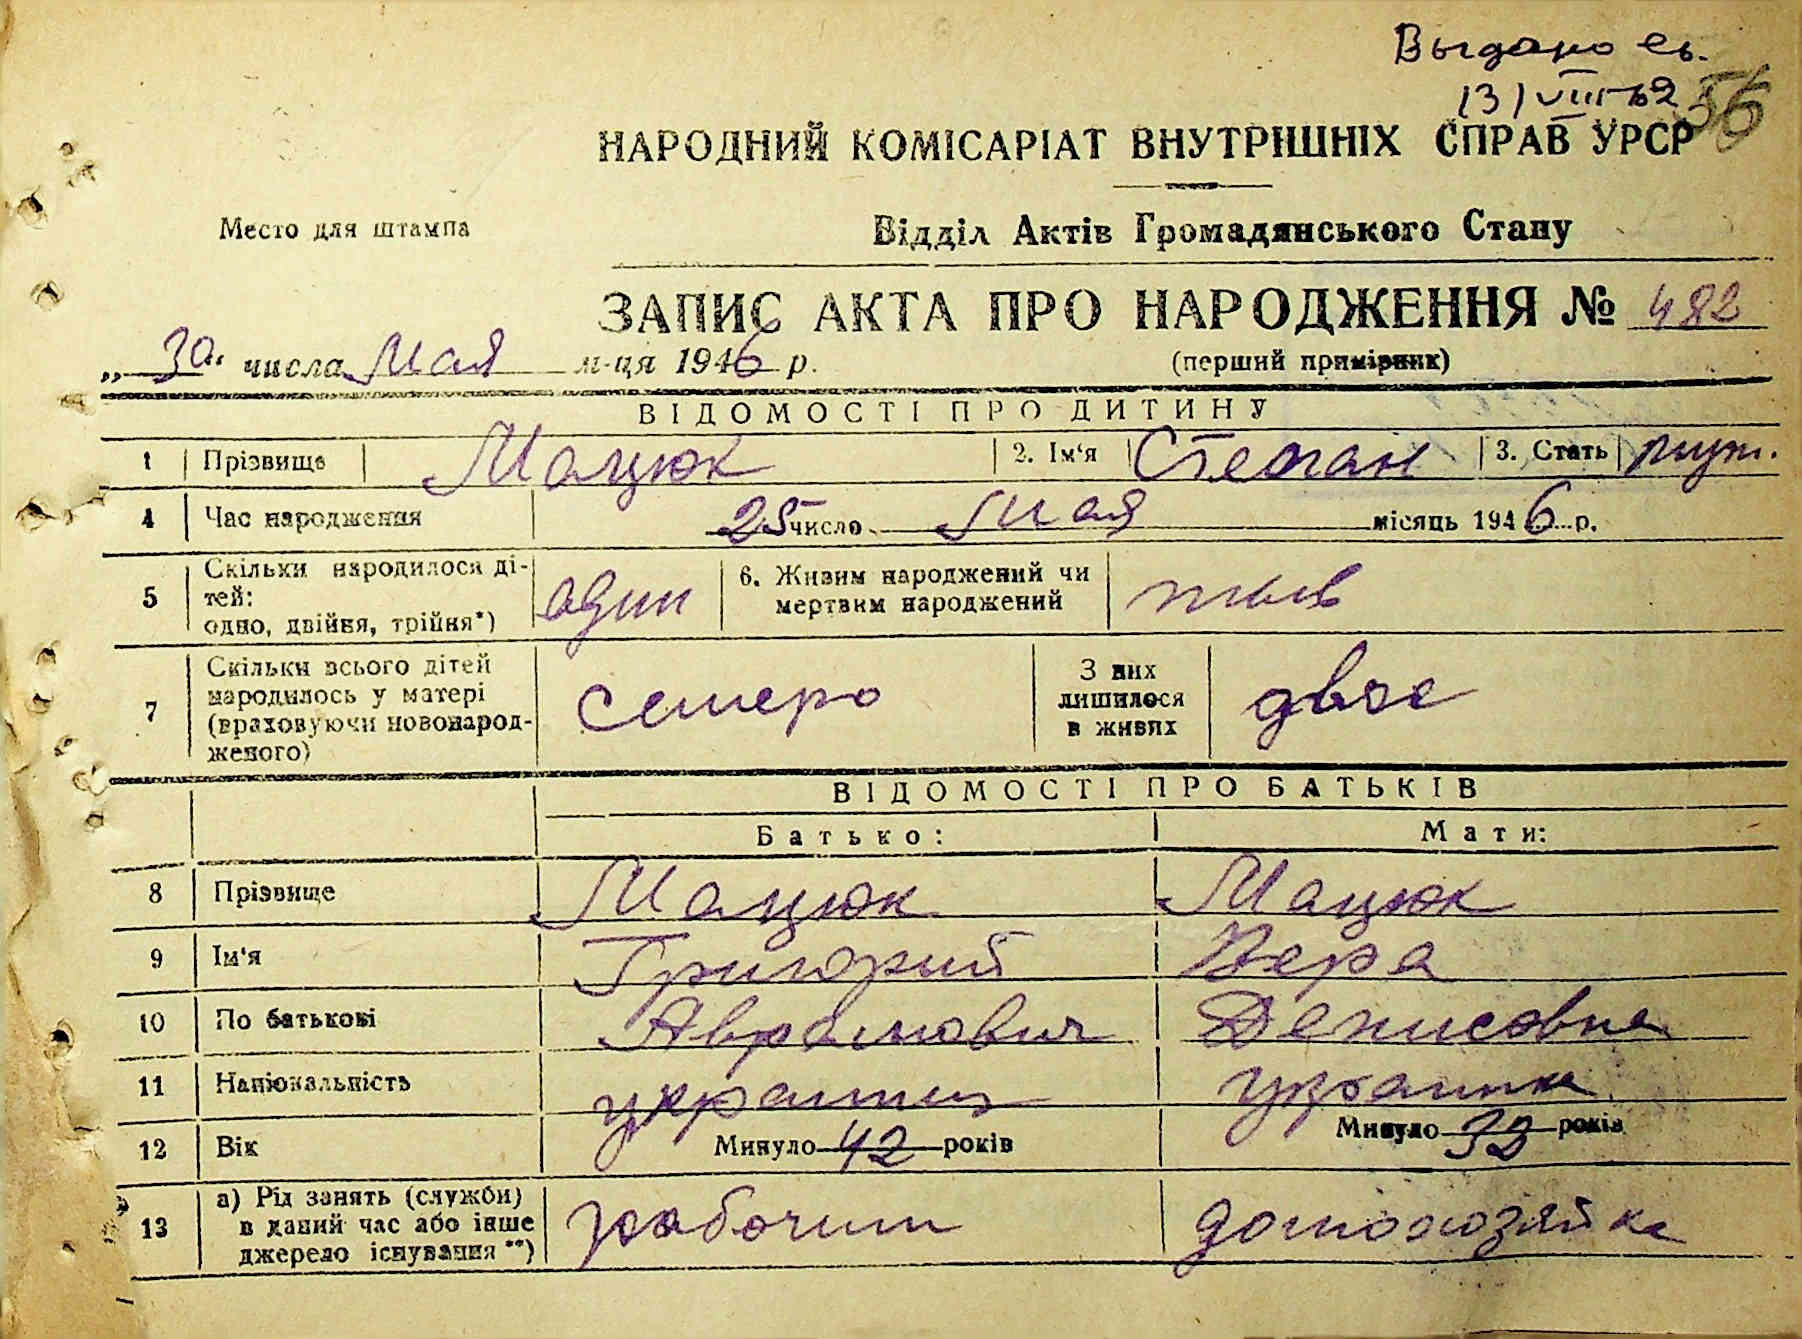 Выдано св.
13/VIII-62
56
НАРОДНИЙ КОМІСАРІАТ ВНУТРІШНІХ СПРАВ УРСР
Место для штампа
Відділ Актів Громадянського Стану
ЗАПИС АКТА ПРО НАРОДЖЕННЯ № 482
„30“ числа Мая м-ця 1946 р.
(перший примірник)
ВІДОМОСТІ ПРО ДИТИНУ
1 Прізвище Мацюк 2. Ім‘я Степан 3. Стать муж.
4 Час народження 25 число Мая місяць 1946 р.
5 Скільки народилося ді-
тей:
одно, двійня, трійня*) один
6. Живим народжений чи
мертвим народжений жив
7 Скільки всього дітей
народилось у матері
(враховуючи новонарод-
женого) семеро
З них
лишилося
в живих двое
ВІДОМОСТІ ПРО БАТЬКІВ
Батько: Мати:
8 Прізвище Мацюк Мацюк
9 Ім‘я Григорий Вера
10 По батькові Аврамович Денисовна
11 Національність украинец украинка
12 Вік Минуло 42 років Минуло 33 років
13 а) Рід занять (служби)
в даний час або інше
джерело існування **) рабочий домохозяйка